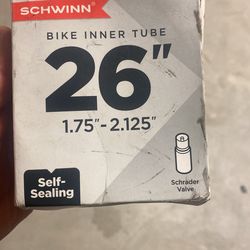 SCHWINN
BIKE INNER TUBE
26"
1.75"-2.125"
Self-
Sealing
Schrader
Valve